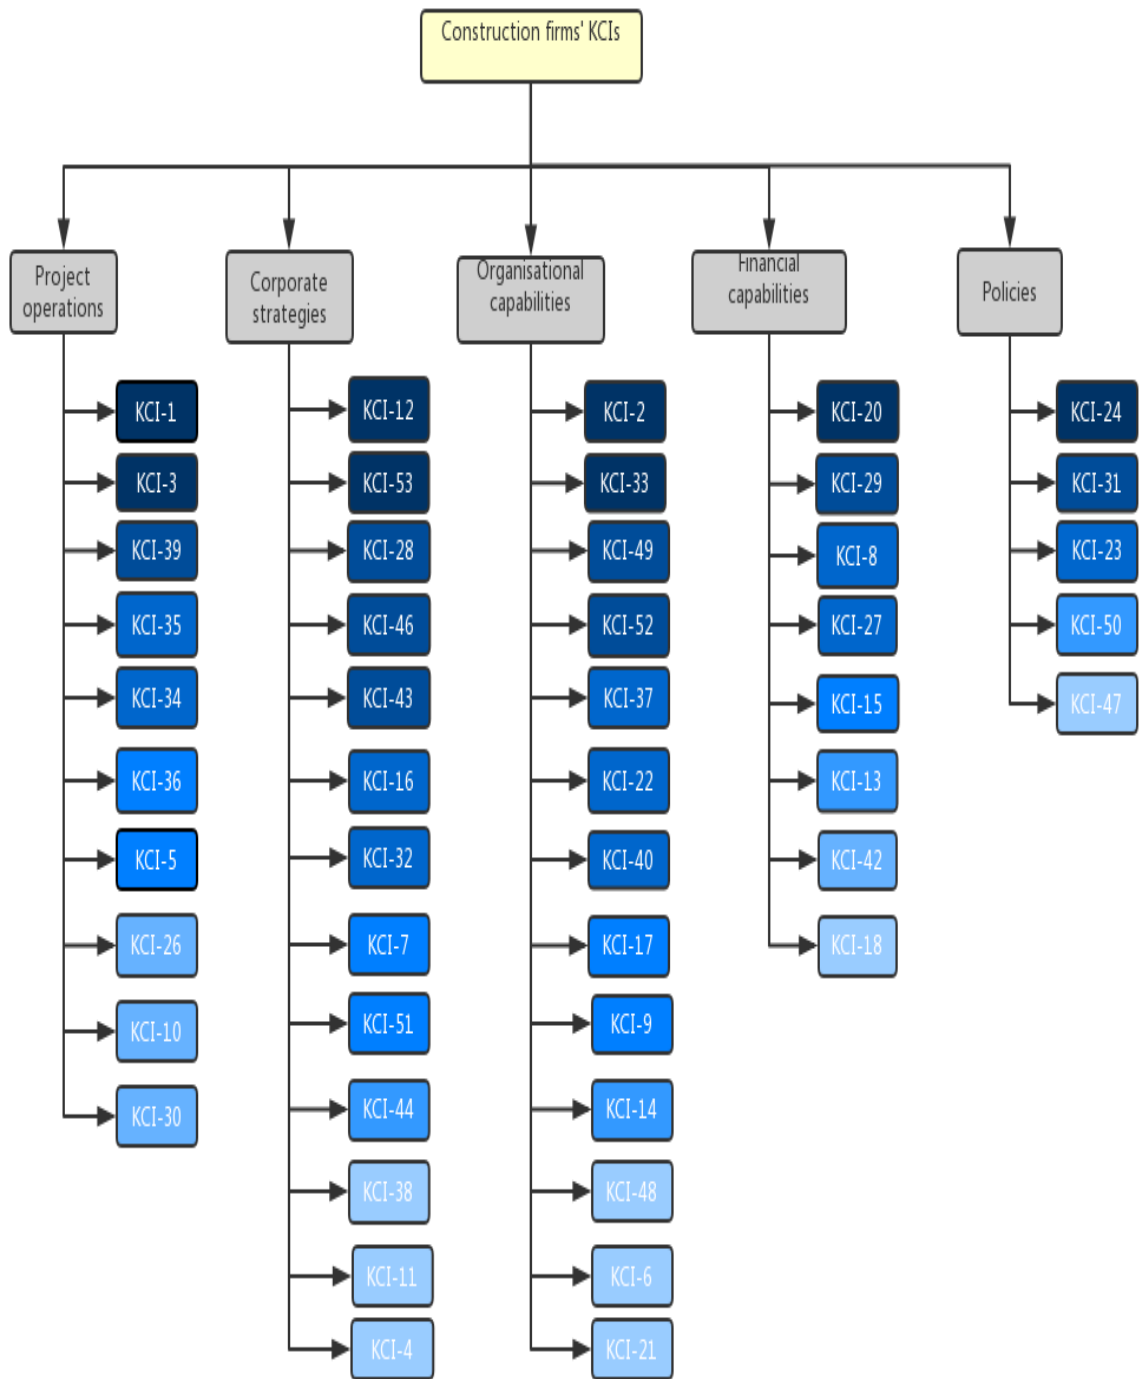 Construction firms' KCIs
Project
operations
KCI-1
KCI-3
KCI-39
KCI-35
KCI-34
KCI-36
KCI-5
KCI-26
KCI-10
KCI-30
Corporate
strategies
KCI-12
KCI-53
KCI-28
KCI-46
KCI-43
KCI-16
KCI-32
KCI-7
KCI-51
KCI-44
KCI-38
KCI-11
KCI-4
Organisational
capabilities
KCI-2
KCI-33
KCI-49
KCI-52
KCI-37
KCI-22
KCI-40
KCI-17
KCI-9
KCI-14
KCI-48
KCI-6
KCI-21
Financial
capabilities
KCI-20
KCI-29
KCI-8
KCI-27
KCI-15
KCI-13
KCI-42
KCI-18
Policies
KCI-24
KCI-31
KCI-23
KCI-50
KCI-47